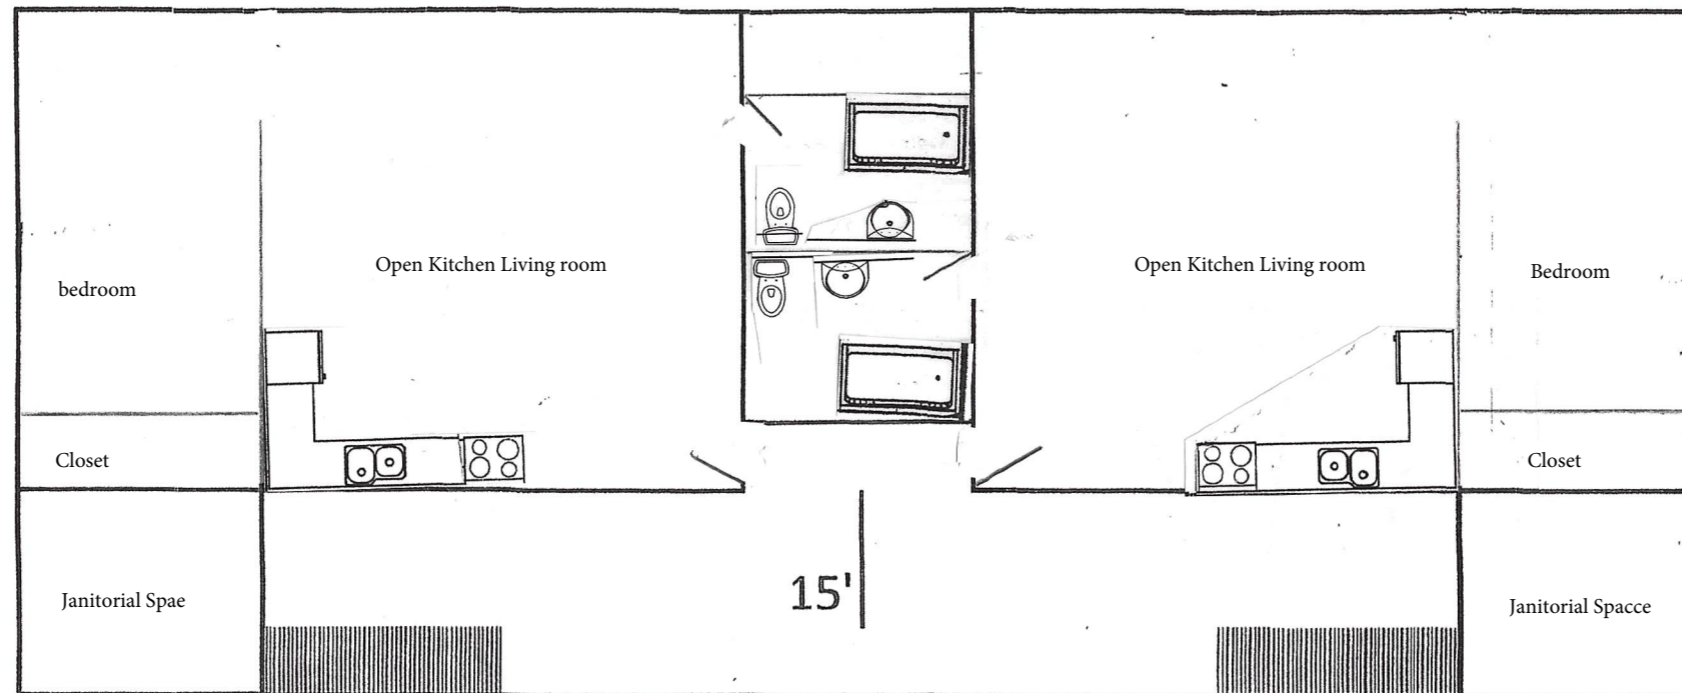 Open Kitchen Living room
Open Kitchen Living room
bedroom
Bedroom
Closet
Closet
Janitorial Spae
15'
Janitorial Spacce